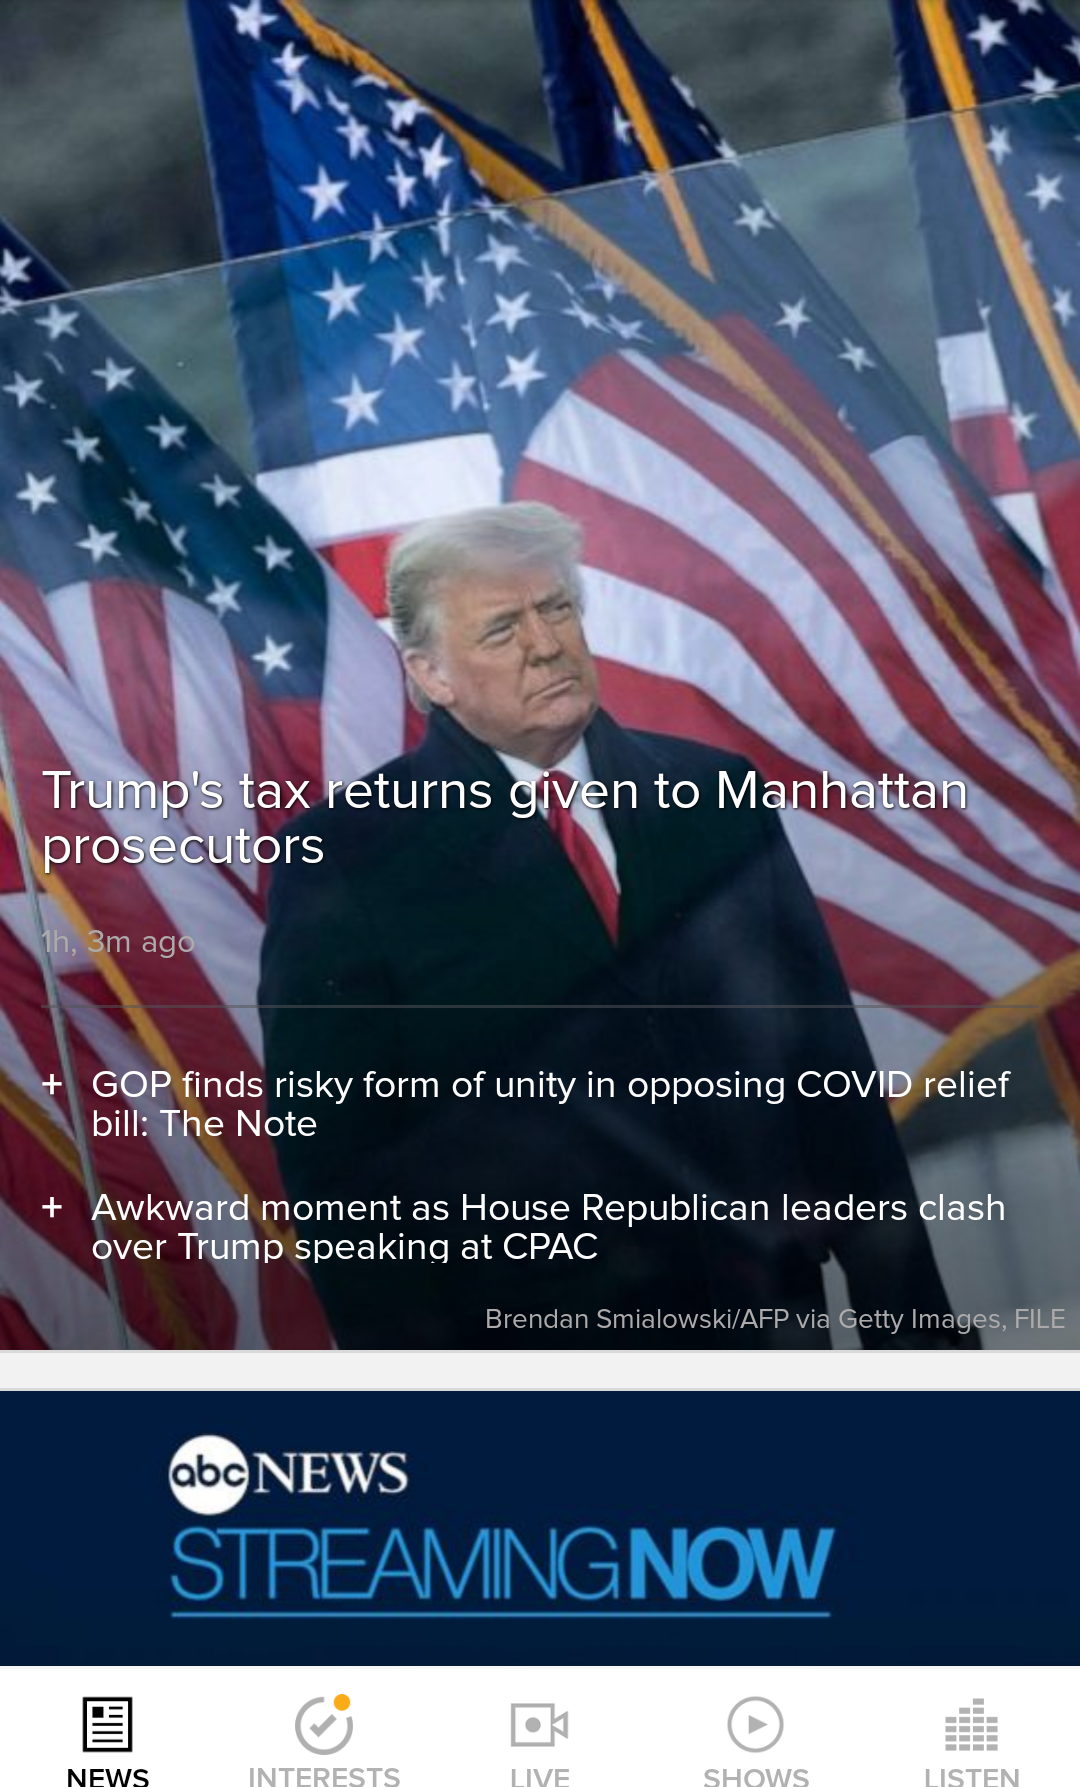 Trump's tax returns given to Manhattan
prosecutors
1h, 3m ago
+ GOP finds risky form of unity in opposing COVID relief
bill: The Note
+ Awkward moment as House Republican leaders clash
over Trump speaking at CPAC
Brendan Smialowski/AFP via Getty Images, FILE
abc NEWS
STREAMINGNOW
NEWS INTERESTS LIVE SHOWS LISTEN